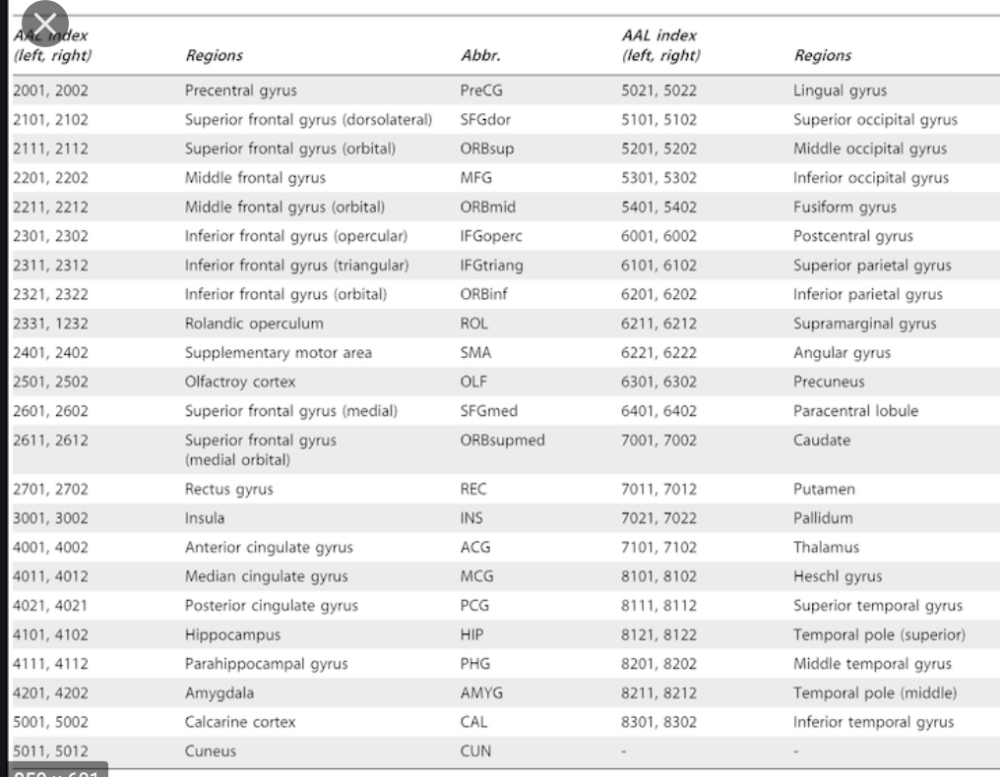 AAL index AAL index
(left, right) Regions Abbr. (left, right) Regions
2001, 2002 Precentral gyrus PreCG 5021, 5022 Lingual gyrus
2101, 2102 Superior frontal gyrus (dorsolateral) SFGdor 5101, 5102 Superior occipital gyrus
2111, 2112 Superior frontal gyrus (orbital) ORBsup 5201, 5202 Middle occipital gyrus
2201, 2202 Middle frontal gyrus MFG 5301, 5302 Inferior occipital gyrus
2211, 2212 Middle frontal gyrus (orbital) ORBmid 5401, 5402 Fusiform gyrus
2301, 2302 Inferior frontal gyrus (opercular) IFGoperc 6001, 6002 Postcentral gyrus
2311, 2312 Inferior frontal gyrus (triangular) IFGtriang 6101, 6102 Superior parietal gyrus
2321, 2322 Inferior frontal gyrus (orbital) ORBinf 6201, 6202 Inferior parietal gyrus
2331, 1232 Rolandic operculum ROL 6211, 6212 Supramarginal gyrus
2401, 2402 Supplementary motor area SMA 6221, 6222 Angular gyrus
2501, 2502 Olfactroy cortex OLF 6301, 6302 Precuneus
2601, 2602 Superior frontal gyrus (medial) SFGmed 6401, 6402 Paracentral lobule
2611, 2612 Superior frontal gyrus ORBsupmed 7001, 7002 Caudate
(medial orbital)
2701, 2702 Rectus gyrus REC 7011, 7012 Putamen
3001, 3002 Insula INS 7021, 7022 Pallidum
4001, 4002 Anterior cingulate gyrus ACG 7101, 7102 Thalamus
4011, 4012 Median cingulate gyrus MCG 8101, 8102 Heschl gyrus
4021, 4021 Posterior cingulate gyrus PCG 8111, 8112 Superior temporal gyrus
4101, 4102 Hippocampus HIP 8121, 8122 Temporal pole (superior)
4111, 4112 Parahippocampal gyrus PHG 8201, 8202 Middle temporal gyrus
4201, 4202 Amygdala AMYG 8211, 8212 Temporal pole (middle)
5001, 5002 Calcarine cortex CAL 8301, 8302 Inferior temporal gyrus
5011, 5012 Cuneus CUN - -